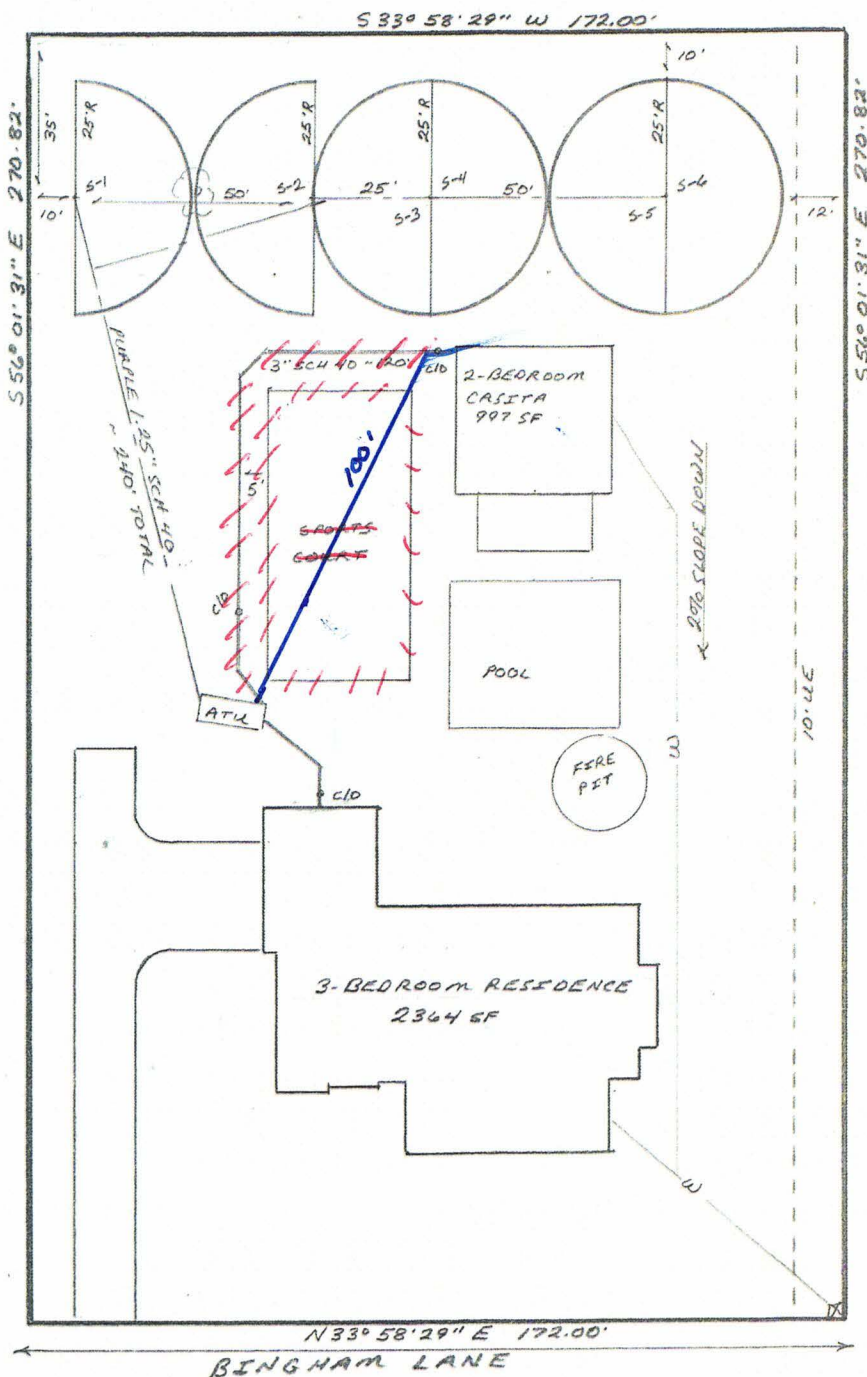 S 33° 58' 29" W 172.00'
S 56° 01' 31" E 270.82'
S 56° 01' 31" E 270.82'
35'
10'
25'R
25'R
25'R
25'R
10'
S-1
50'
S-2
25'
S-4
50'
S-6
S-3
S-5
12'
PURPLE 1.25" SCH 40 -
~ 240' TOTAL
3" SCH 40 ~ 120'
C/O
2-BEDROOM
CASITA
997 SF
100'
5'
SPORTS
COURT
C/O
2% SLOPE DOWN
POOL
ATU
W
10' UE
FIRE
PIT
C/O
3-BEDROOM RESIDENCE
2364 SF
W
N 33° 58' 29" E 172.00'
BINGHAM LANE